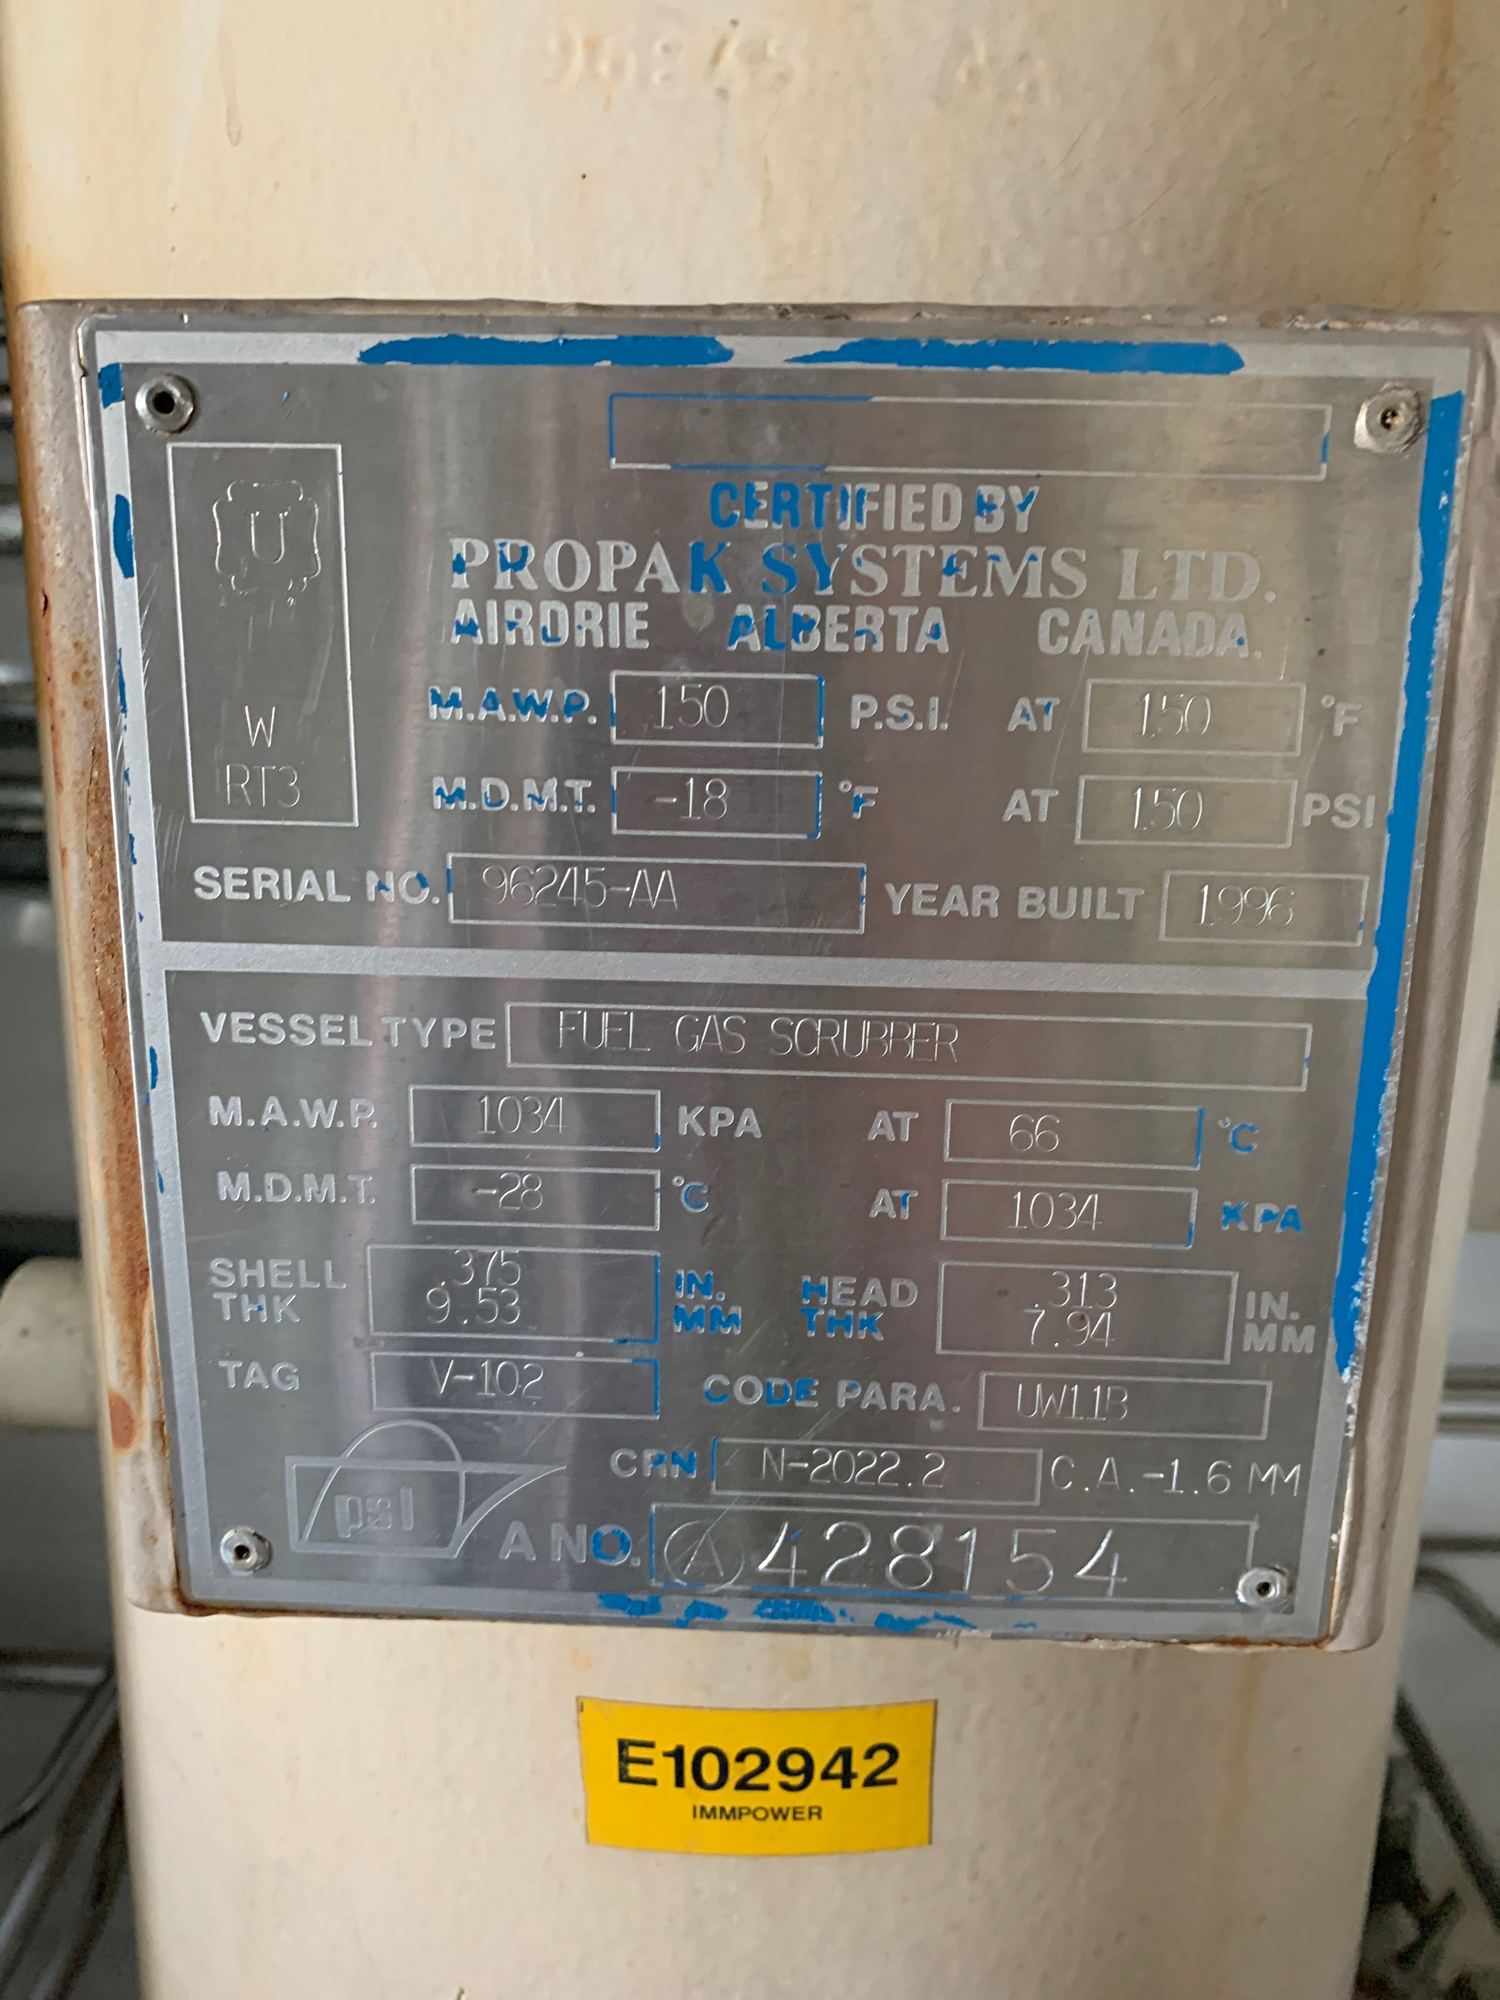 U
W
RT3
CERTIFIED BY
PROPAK SYSTEMS LTD.
AIRDRIE ALBERTA CANADA.
M.A.W.P. 150 P.S.I. AT 150 °F
M.D.M.T. -18 °F AT 150 PSI
SERIAL NO. 96245-AA YEAR BUILT 1996
VESSEL TYPE FUEL GAS SCRUBBER
M.A.W.P. 1034 KPA AT 66 °C
M.D.M.T. -28 °C AT 1034 KPA
SHELL THK .375 IN. HEAD THK .313 IN.
9.53 MM 7.94 MM
TAG V-102 CODE PARA. UW11B
CRN N-2022.2 C.A.-1.6 MM
psl A NO. A 428154
E102942
IMMPOWER